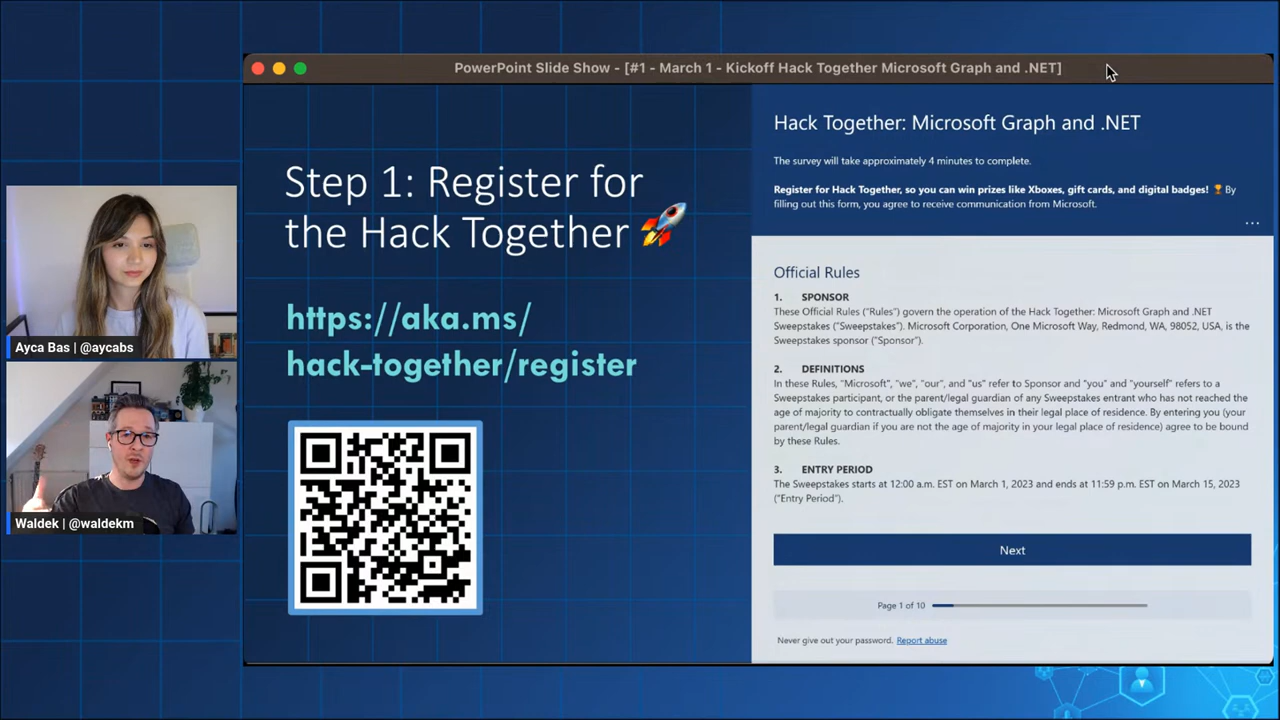 PowerPoint Slide Show - [#1 - March 1 - Kickoff Hack Together Microsoft Graph and .NET]
Step 1: Register for
the Hack Together
https://aka.ms/
hack-together/register
Hack Together: Microsoft Graph and .NET
The survey will take approximately 4 minutes to complete.
Register for Hack Together, so you can win prizes like Xboxes, gift cards, and digital badges! 🏆 By
filling out this form, you agree to receive communication from Microsoft.
Official Rules
1. SPONSOR
These Official Rules ("Rules") govern the operation of the Hack Together: Microsoft Graph and .NET
Sweepstakes ("Sweepstakes"). Microsoft Corporation, One Microsoft Way, Redmond, WA, 98052, USA, is the
Sweepstakes sponsor ("Sponsor").
2. DEFINITIONS
In these Rules, "Microsoft", "we", "our", and "us" refer to Sponsor and "you" and "yourself" refers to a
Sweepstakes participant, or the parent/legal guardian of any Sweepstakes entrant who has not reached the
age of majority to contractually obligate themselves in their legal place of residence. By entering you (your
parent/legal guardian if you are not the age of majority in your legal place of residence) agree to be bound
by these Rules.
3. ENTRY PERIOD
The Sweepstakes starts at 12:00 a.m. EST on March 1, 2023 and ends at 11:59 p.m. EST on March 15, 2023
("Entry Period").
Next
Page 1 of 10
Never give out your password. Report abuse
Ayca Bas | @aycabs
Waldek | @waldekm